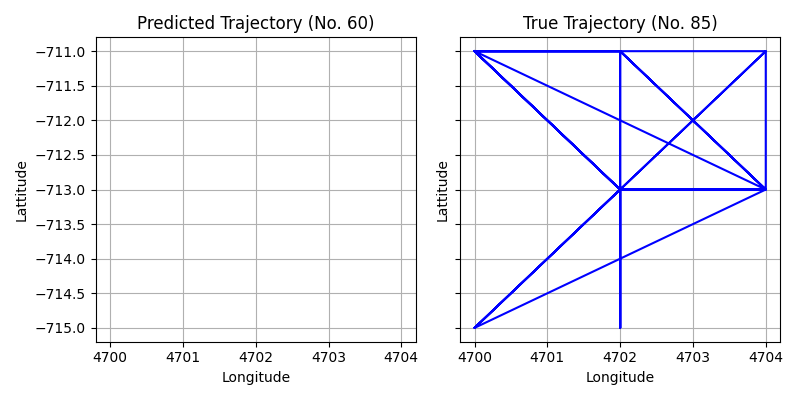 Predicted Trajectory (No. 60)
True Trajectory (No. 85)
Lattitude
−711.0
−711.5
−712.0
−712.5
−713.0
−713.5
−714.0
−714.5
−715.0
4700 4701 4702 4703 4704
Longitude
Lattitude
4700 4701 4702 4703 4704
Longitude